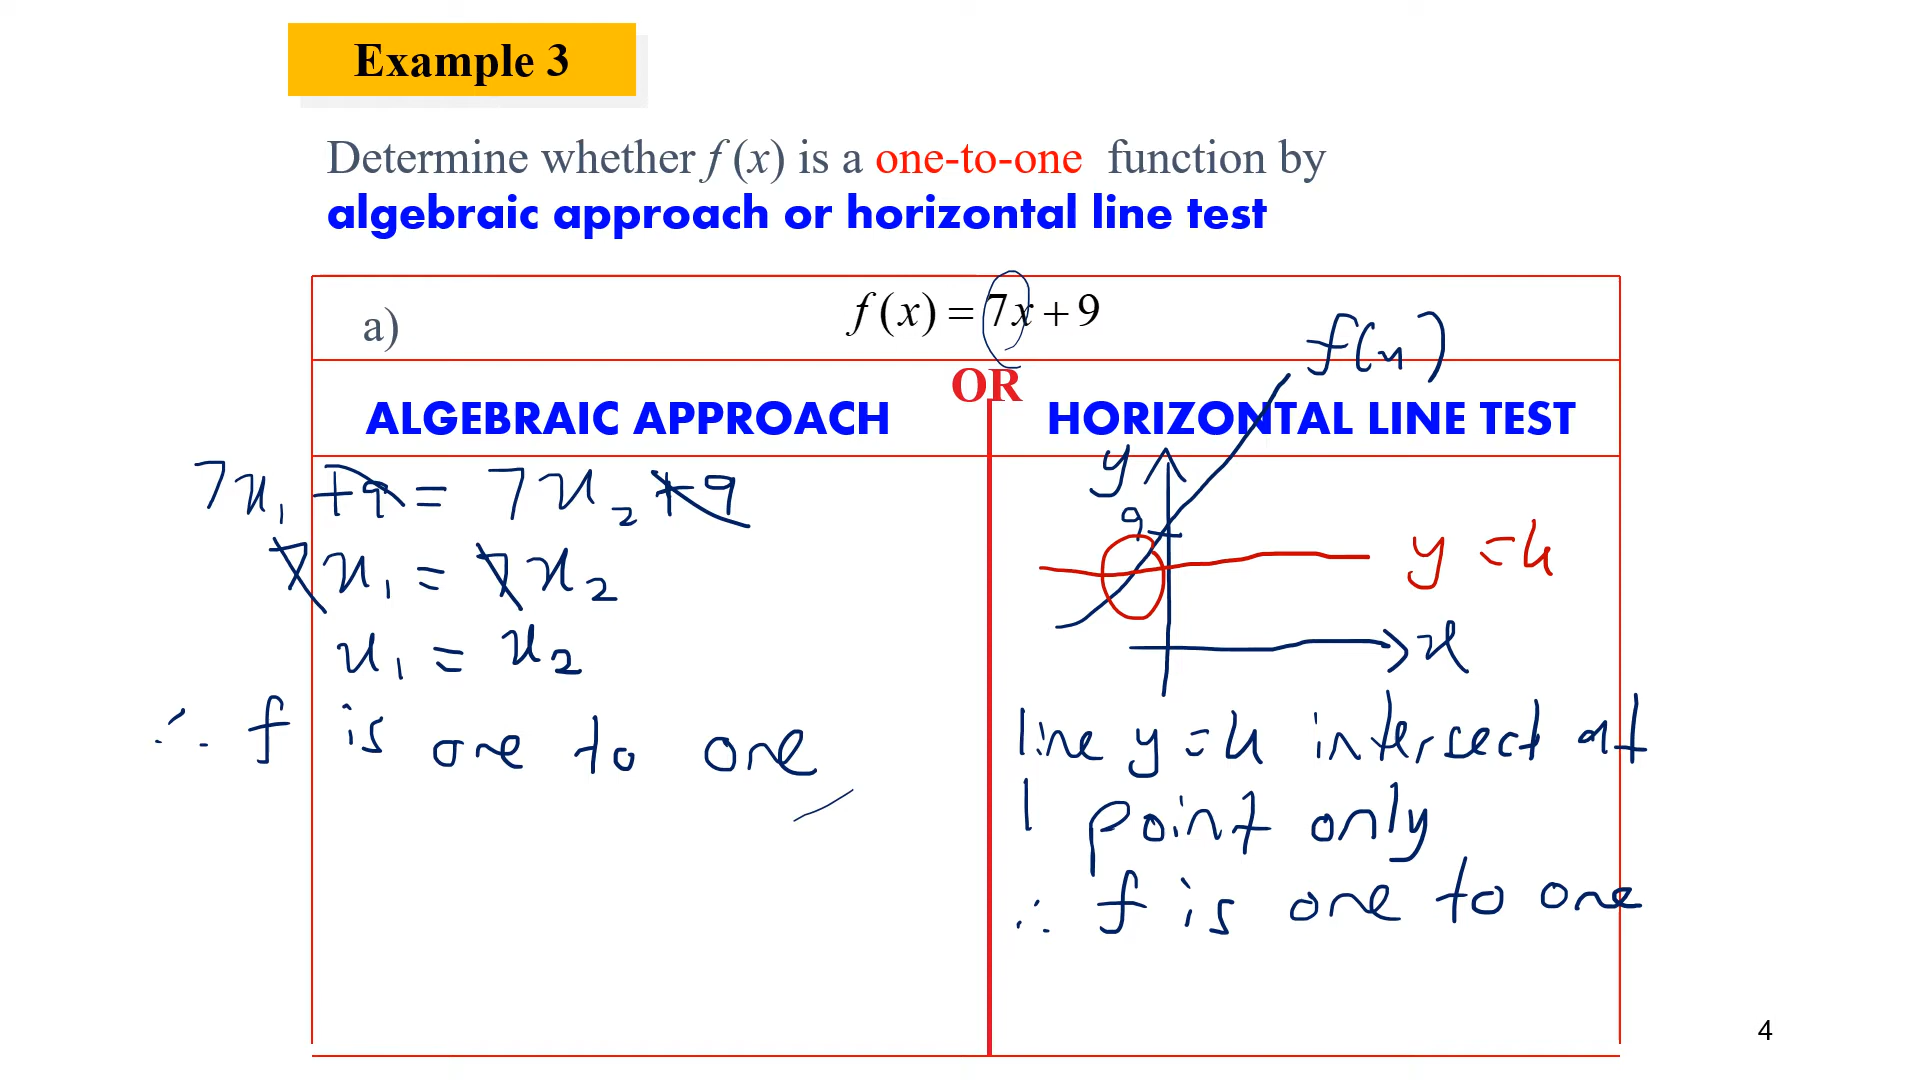 Example 3
Determine whether f (x) is a one-to-one function by
algebraic approach or horizontal line test
a)
f (x) = 7x + 9
OR
ALGEBRAIC APPROACH
7x₁ + 9 = 7x₂ + 9
7x₁ = 7x₂
x₁ = x₂
∴ f is one to one
HORIZONTAL LINE TEST
f(x)
y
9
y = k
x
line y = k intersect at
1 point only
∴ f is one to one
4